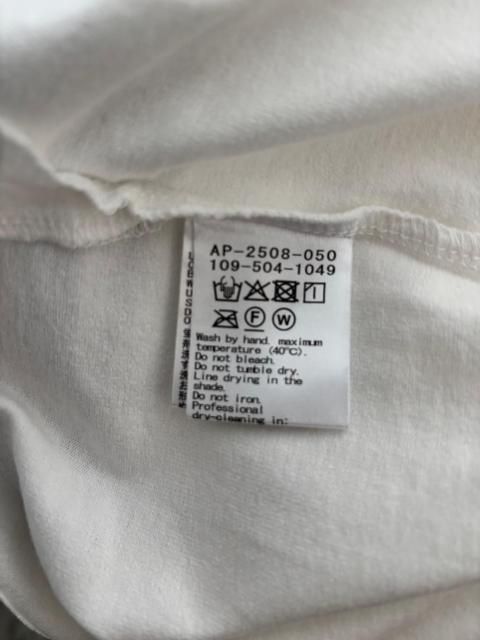 AP-2508-050
109-504-1049
F W
Wash by hand. maximum
temperature (40℃).
Do not bleach.
Do not tumble dry.
Line drying in the
shade.
Do not iron.
Professional
dry-cleaning in: